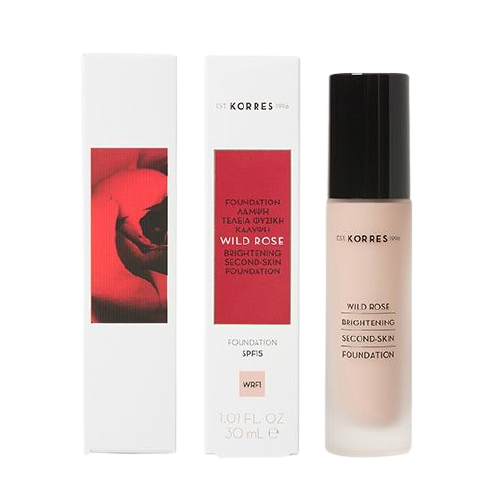 EST. KORRES 1996
FOUNDATION
ΛΑΜΨΗ
ΤΕΛΕΙΑ ΦΥΣΙΚΗ
ΚΑΛΥΨΗ
WILD ROSE
BRIGHTENING
SECOND-SKIN
FOUNDATION
FOUNDATION
SPF15
WRF1
1.01 FL. OZ
30 mL e
EST. KORRES 1996
WILD ROSE
BRIGHTENING
SECOND-SKIN
FOUNDATION